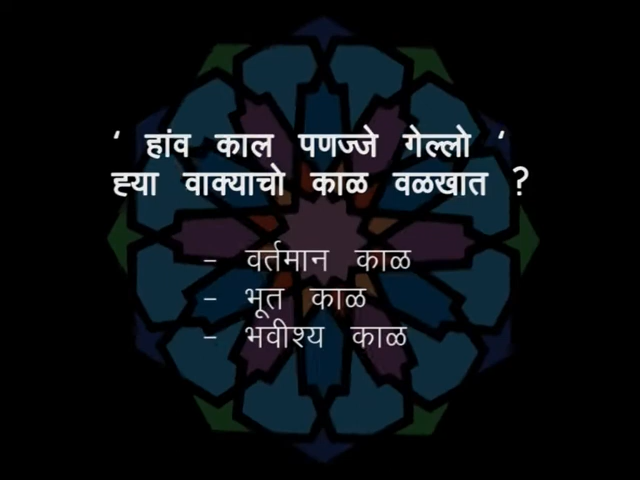 ‘ हांव काल पणज्जे गेल्लो ‘
ह्या वाक्याचो काळ वळखात ?
– वर्तमान काळ
– भूत काळ
– भवीश्य काळ